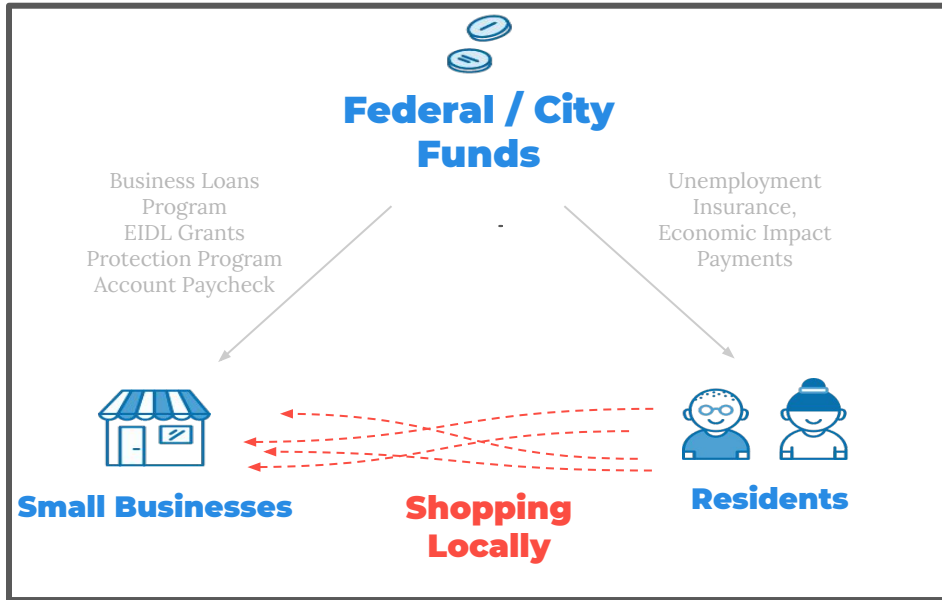 Federal / City
Funds
Business Loans
Program
EIDL Grants
Protection Program
Account Paycheck
Unemployment
Insurance,
Economic Impact
Payments
-
Small Businesses
Shopping
Locally
Residents